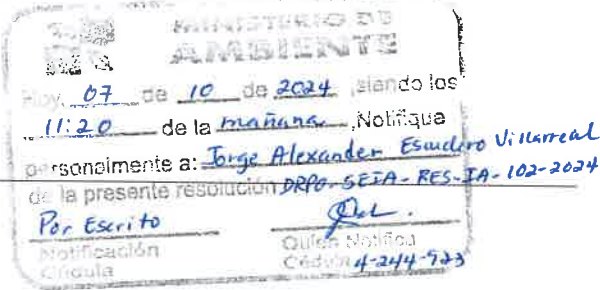 MINISTERIO DE
AMBIENTE
Hoy, 07 de 10 de 2024, siendo los
11:20 de la mañana, Notifique
personalmente a: Jorge Alexander Escudero Villarreal
de la presente resolución DRPO-SEIA-RES-IA-102-2024
Por Escrito
Notificación Quien Notifica
Cédula Cédula 4-244-923